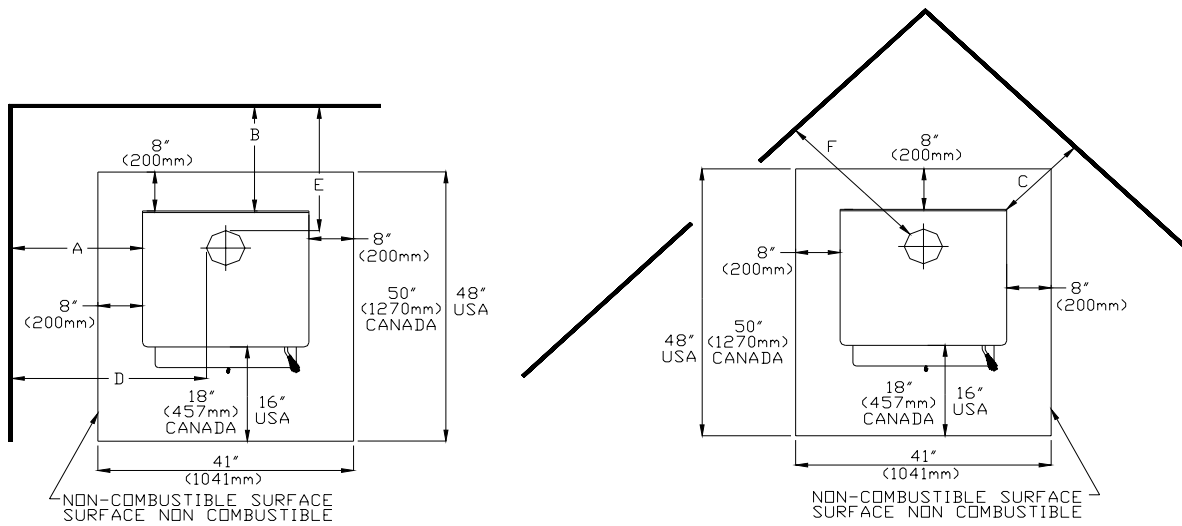 B
8"
(200mm)
E
A
8"
(200mm)
8"
(200mm)
50"
(1270mm)
CANADA
48"
USA
D
18"
(457mm)
CANADA
16"
USA
41"
(1041mm)
NON-COMBUSTIBLE SURFACE
SURFACE NON COMBUSTIBLE
F
8"
(200mm)
C
8"
(200mm)
8"
(200mm)
48"
USA
50"
(1270mm)
CANADA
18"
(457mm)
CANADA
16"
USA
41"
(1041mm)
NON-COMBUSTIBLE SURFACE
SURFACE NON COMBUSTIBLE